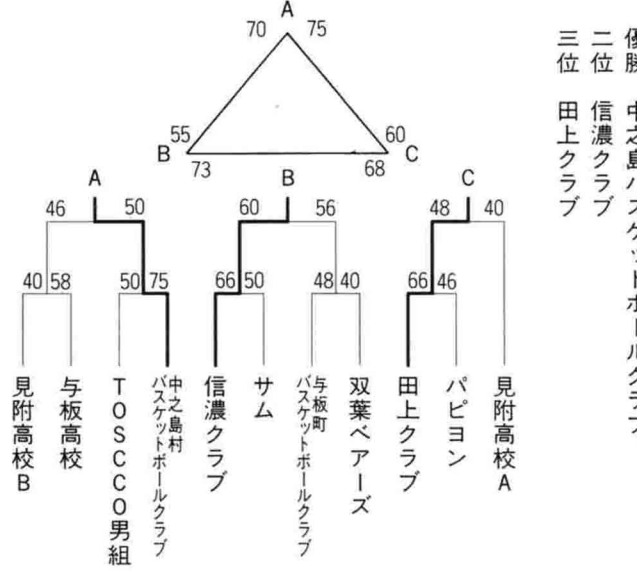 優勝 中之島バスケットボールクラブ
二位 信濃クラブ
三位 田上クラブ
A
70 75
55 60
B C
73 68
A B C
46 50 60 56 48 40
40 58 50 75 66 50 48 40 66 46
見附高校B
与板高校
TOSCCO男組
中之島村
バスケットボールクラブ
信濃クラブ
サム
与板町
バスケットボールクラブ
双葉ベアーズ
田上クラブ
パピヨン
見附高校A